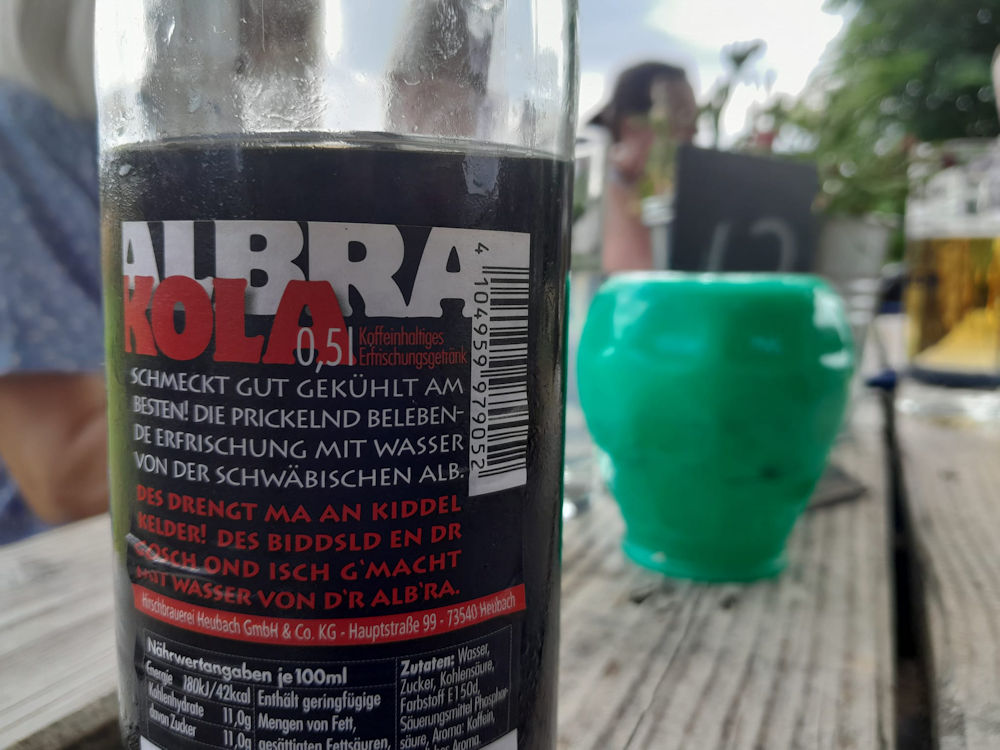 ALBRA
KOLA
0,5l
Koffeinhaltiges
Erfrischungsgetränk
4 104959 979052
SCHMECKT GUT GEKÜHLT AM
BESTEN! DIE PRICKELND BELEBEN-
DE ERFRISCHUNG MIT WASSER
VON DER SCHWÄBISCHEN ALB.
DES DRENGT MA AN KIDDEL
KELDER! DES BIDDSLD EN DR
GOSCH OND ISCH G'MACHT
MIT WASSER VON D'R ALB'RA.
Hirschbrauerei Heubach GmbH & Co. KG - Hauptstraße 99 - 73540 Heubach
Nährwertangaben je 100ml
Energie 180kJ/42kcal
Kohlenhydrate 11,0g
davon Zucker 11,0g
Enthält geringfügige
Mengen von Fett,
gesättigten Fettsäuren,
Zutaten: Wasser,
Zucker, Kohlensäure,
Farbstoff E150d,
Säuerungsmittel Phosphor-
säure, Aroma: Koffein,
Aroma.